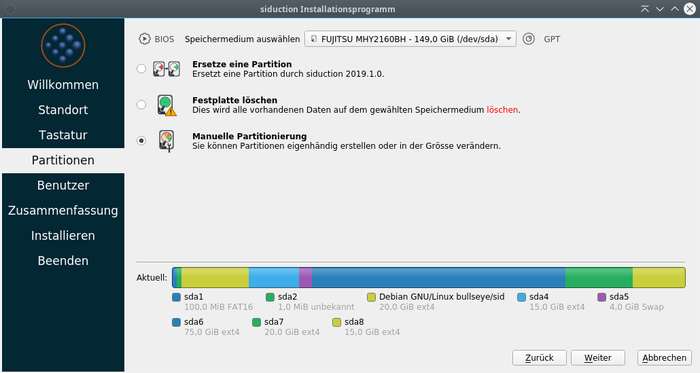 siduction Installationsprogramm
BIOS Speichermedium auswählen FUJITSU MHY2160BH - 149,0 GiB (/dev/sda) GPT
Willkommen
Standort
Tastatur
Partitionen
Benutzer
Zusammenfassung
Installieren
Beenden
Ersetze eine Partition
Ersetzt eine Partition durch siduction 2019.1.0.
Festplatte löschen
Dies wird alle vorhandenen Daten auf dem gewählten Speichermedium löschen.
Manuelle Partitionierung
Sie können Partitionen eigenhändig erstellen oder in der Grösse verändern.
Aktuell:
sda1 sda2 Debian GNU/Linux bullseye/sid sda4 sda5
100,0 MiB FAT16 1,0 MiB unbekannt 20,0 GiB ext4 15,0 GiB ext4 4,0 GiB Swap
sda6 sda7 sda8
75,0 GiB ext4 20,0 GiB ext4 15,0 GiB ext4
Zurück Weiter Abbrechen